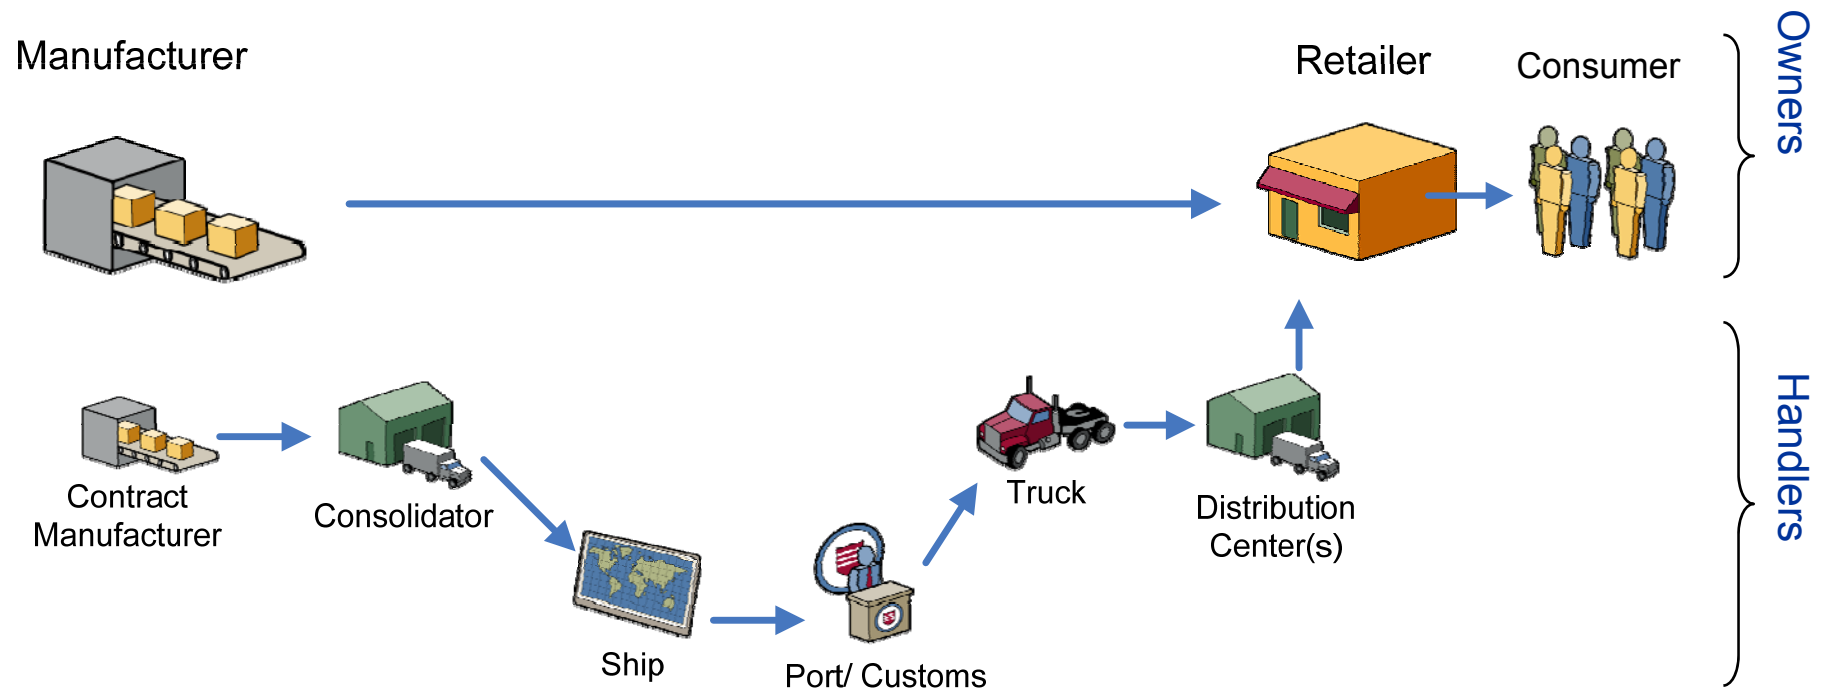 Manufacturer
Retailer
Consumer
Owners
Contract
Manufacturer
Consolidator
Ship
Port/ Customs
Truck
Distribution
Center(s)
Handlers